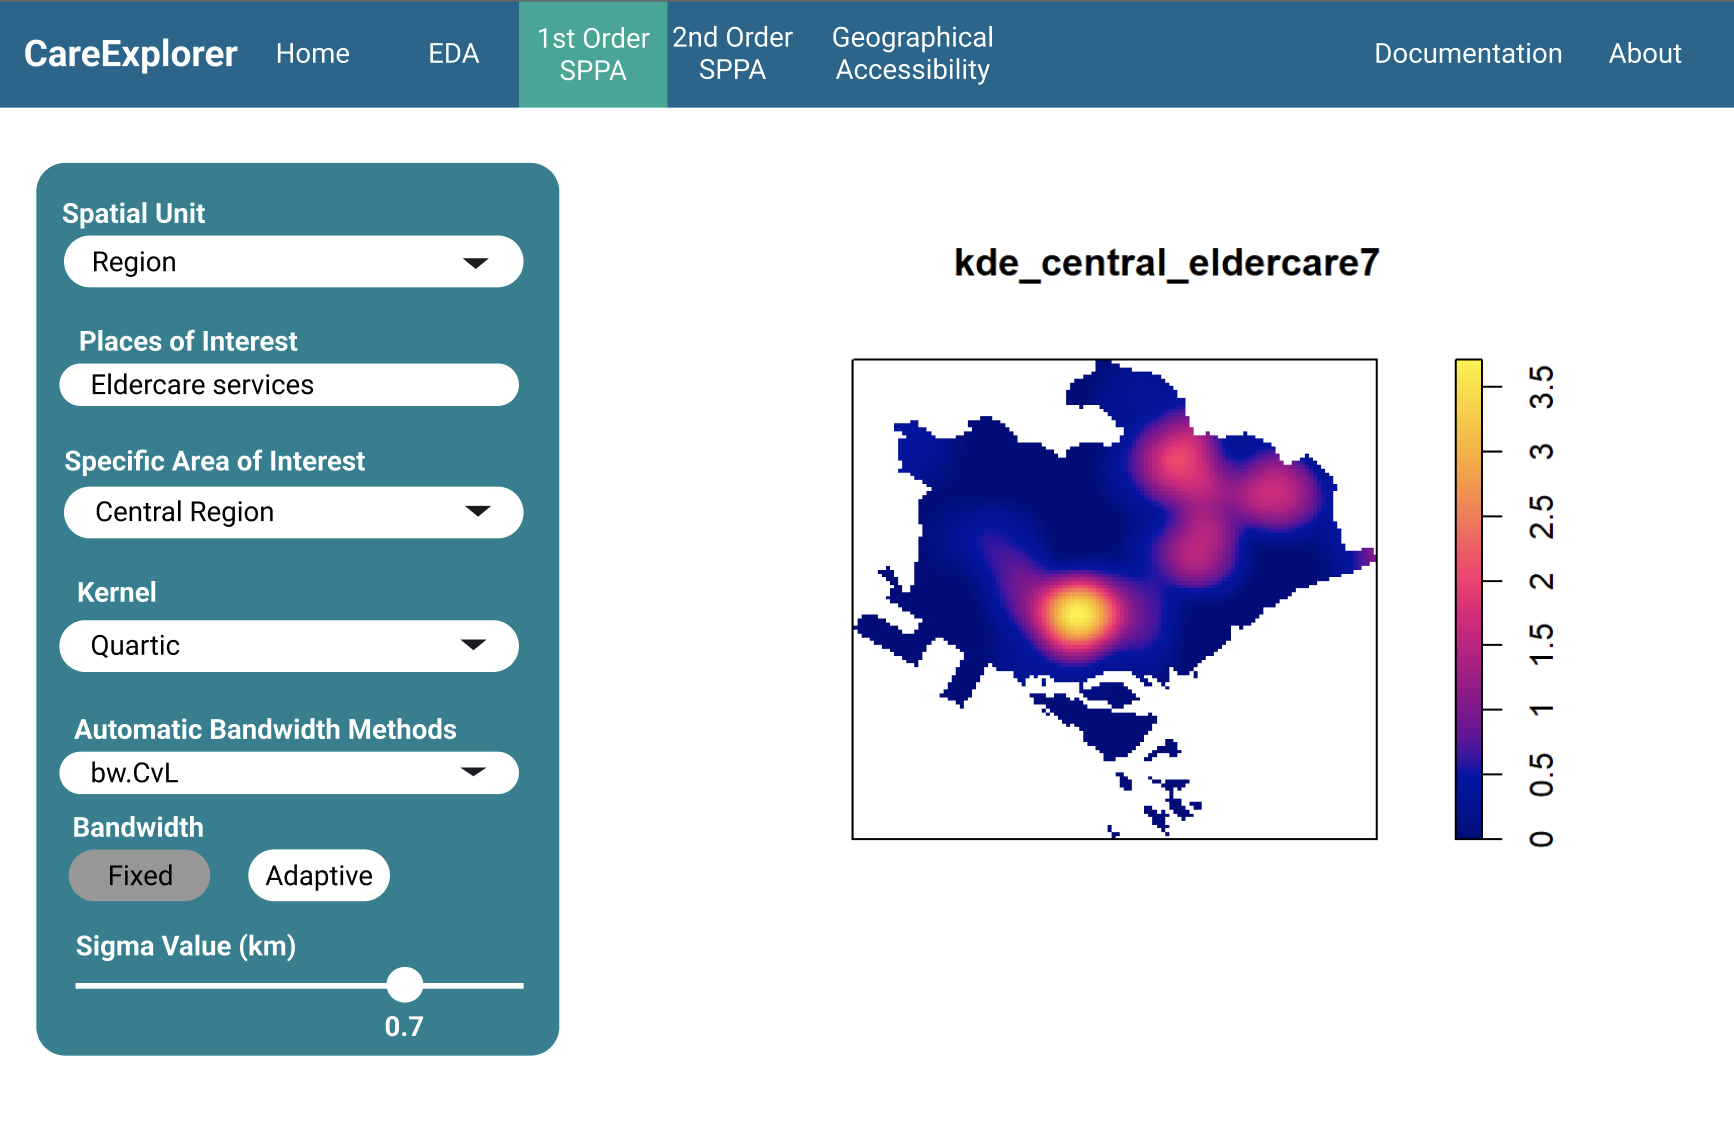 CareExplorer
Home
EDA
1st Order
SPPA
2nd Order
SPPA
Geographical
Accessibility
Documentation
About
Spatial Unit
Region
Places of Interest
Eldercare services
Specific Area of Interest
Central Region
Kernel
Quartic
Automatic Bandwidth Methods
bw.CvL
Bandwidth
Fixed
Adaptive
Sigma Value (km)
0.7
kde_central_eldercare7
3.5
3
2.5
2
1.5
1
0.5
0